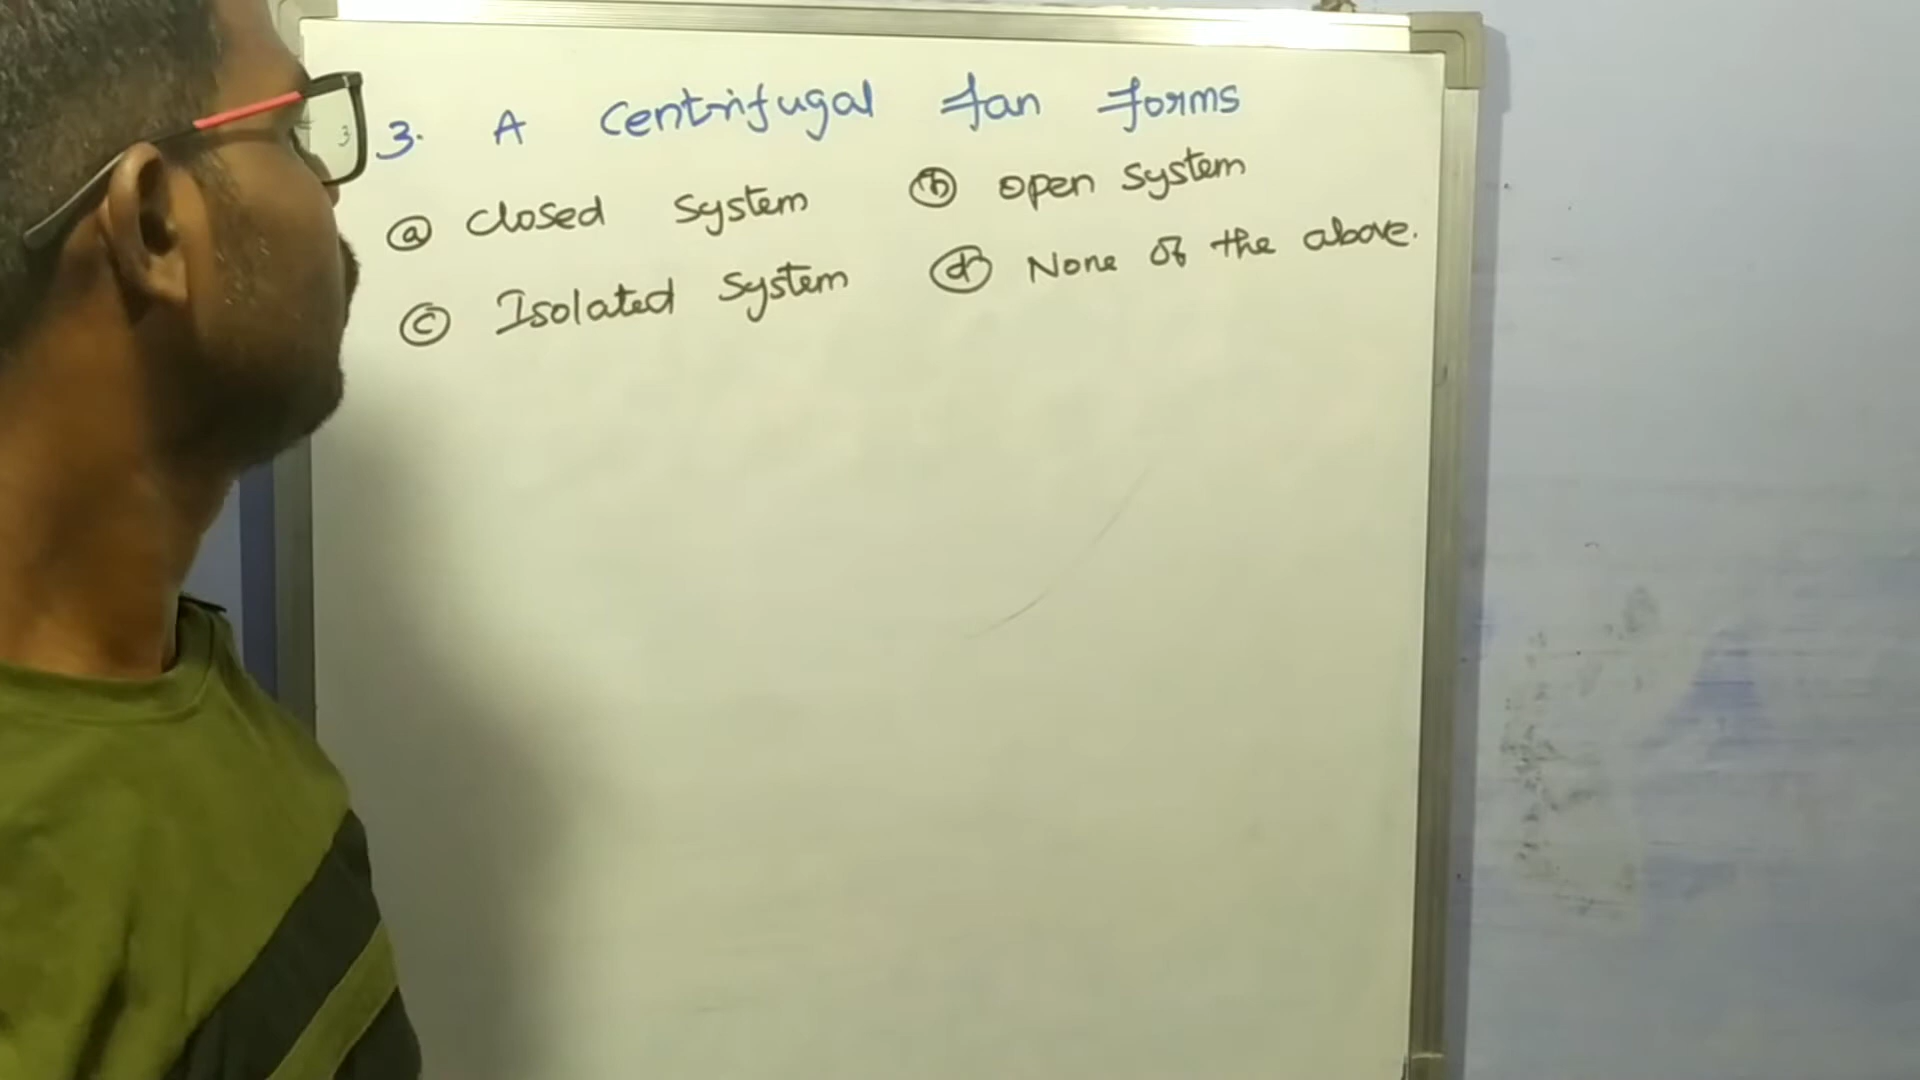 3. A Centrifugal fan forms
ⓐ closed system ⓑ open system
ⓒ Isolated system ⓓ None of the above.